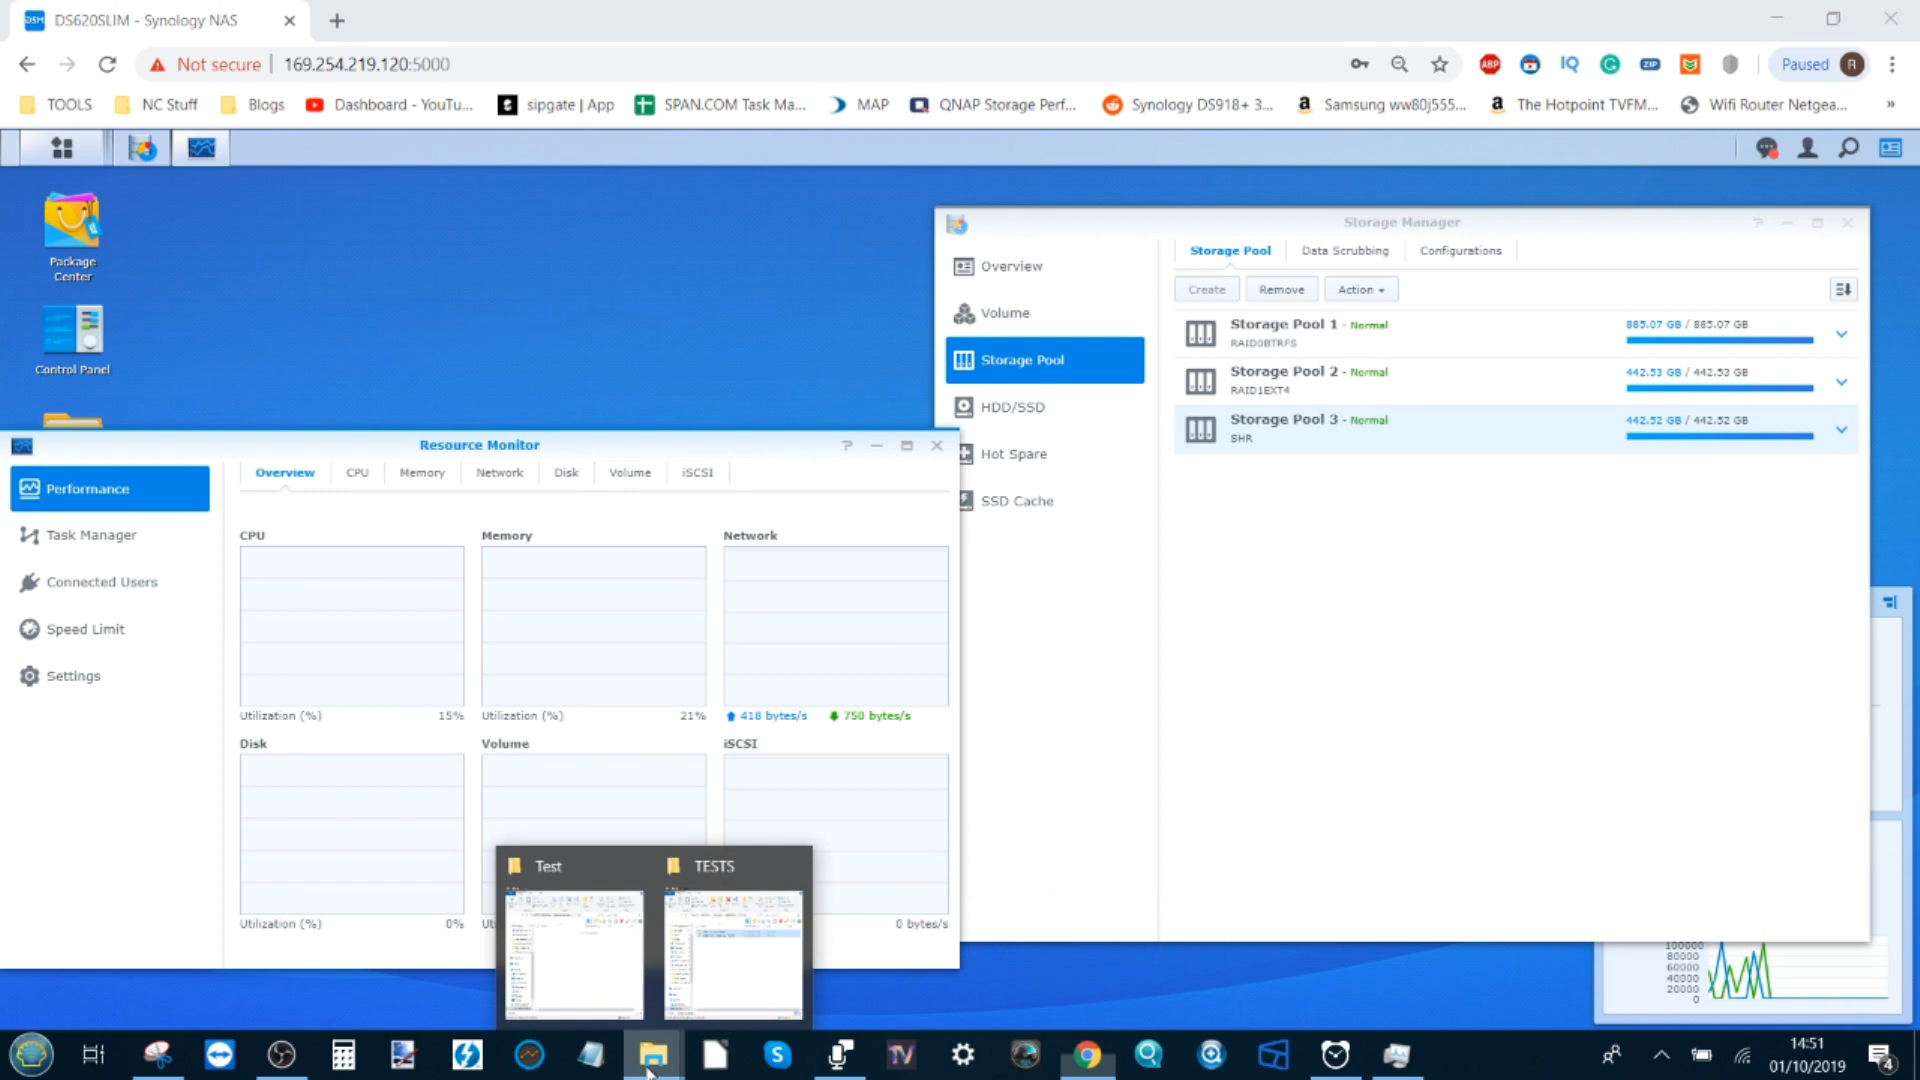 DS620SLIM - Synology NAS
Not secure
169.254.219.120:5000
Paused
R
TOOLS
NC Stuff
Blogs
Dashboard - YouTu...
sipgate | App
SPAN.COM Task Ma...
MAP
QNAP Storage Perf...
Synology DS918+ 3...
Samsung ww80j555...
The Hotpoint TVFM...
Wifi Router Netgea...
»
Package
Center
Control Panel
Storage Manager
Overview
Volume
Storage Pool
HDD/SSD
Hot Spare
SSD Cache
Storage Pool
Data Scrubbing
Configurations
Create
Remove
Action
Storage Pool 1 - Normal
RAID0BTRFS
885.07 GB / 885.07 GB
Storage Pool 2 - Normal
RAID1EXT4
442.53 GB / 442.53 GB
Storage Pool 3 - Normal
SHR
442.52 GB / 442.52 GB
Resource Monitor
Performance
Task Manager
Connected Users
Speed Limit
Settings
Overview
CPU
Memory
Network
Disk
Volume
iSCSI
CPU
Memory
Network
Utilization (%)
15%
Utilization (%)
21%
418 bytes/s
750 bytes/s
Disk
Volume
iSCSI
Utilization (%)
0%
0 bytes/s
Test
TESTS
100000
80000
60000
40000
20000
0
14:51
01/10/2019
4